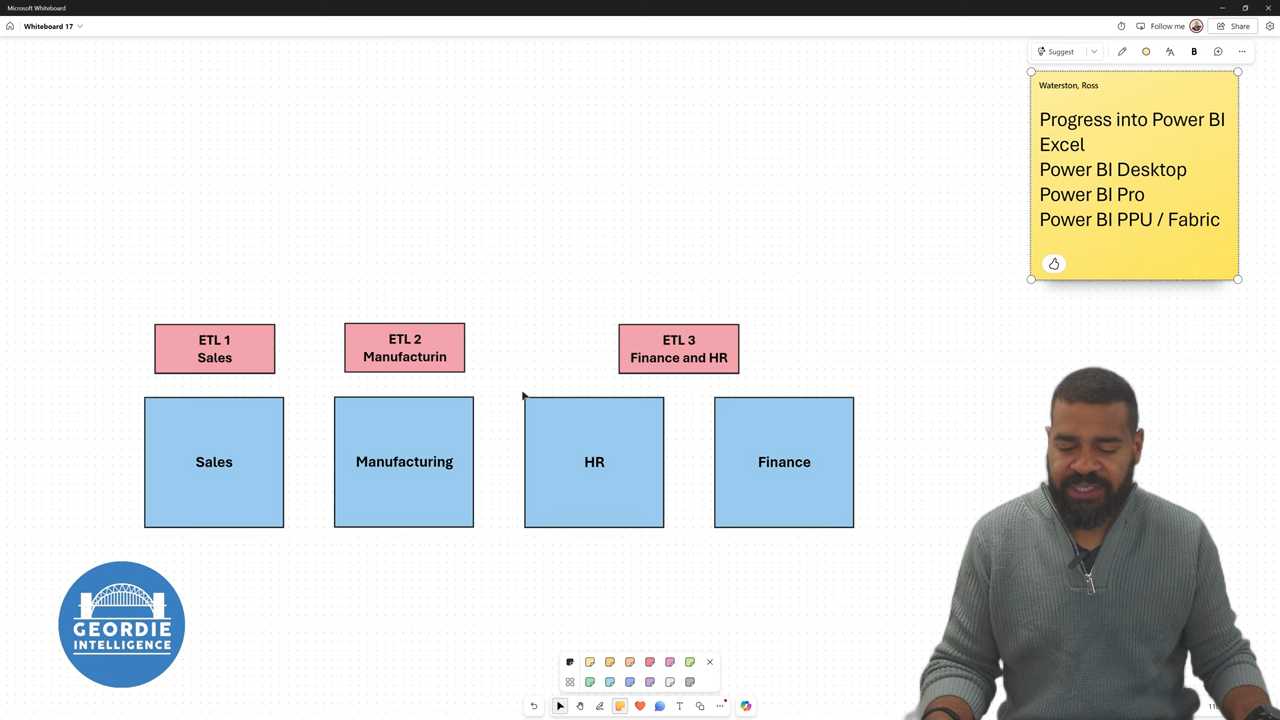 Microsoft Whiteboard
Whiteboard 17
Follow me
Share
Suggest
B
Waterston, Ross
Progress into Power BI
Excel
Power BI Desktop
Power BI Pro
Power BI PPU / Fabric
ETL 1
Sales
ETL 2
Manufacturin
ETL 3
Finance and HR
Sales
Manufacturing
HR
Finance
GEORDIE
INTELLIGENCE